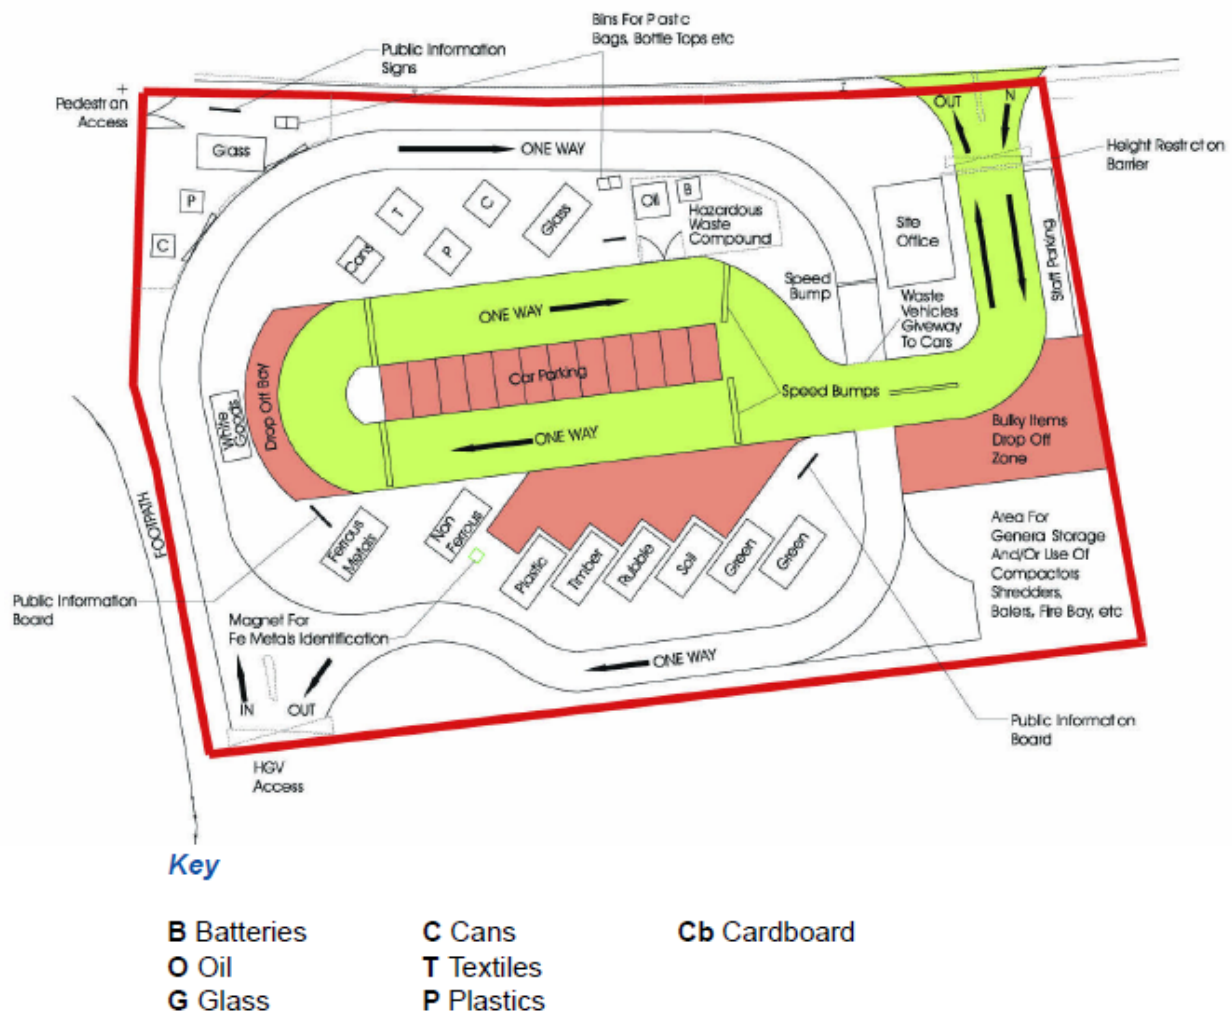 Bins For Plastic
Bags, Bottle Tops etc
Public Information
Signs
Pedestran
Access
OUT
N
Glass
ONE WAY
Height Restriction
Barrier
P
T
C
Glass
Oil
B
Hazardous
Waste
Compound
Site
Office
C
Cans
P
Staff Parking
Speed
Bump
Waste
Vehicles
Giveway
To Cars
ONE WAY
Drop Off Bay
Car Parking
Speed Bumps
White
Goods
ONE WAY
Bulky Items
Drop Off
Zone
FOOTPATH
Ferrous
Metals
Non
Ferrous
Plastic
Timber
Rubble
Soil
Green
Green
Area For
Genera Storage
And/Or Use Of
Compactors
Shredders,
Balers, Fire Bay, etc
Public Information
Board
Magnet For
Fe Metals Identification
ONE WAY
IN
OUT
Public Information
Board
HGV
Access
Key
B Batteries
C Cans
Cb Cardboard
O Oil
T Textiles
G Glass
P Plastics